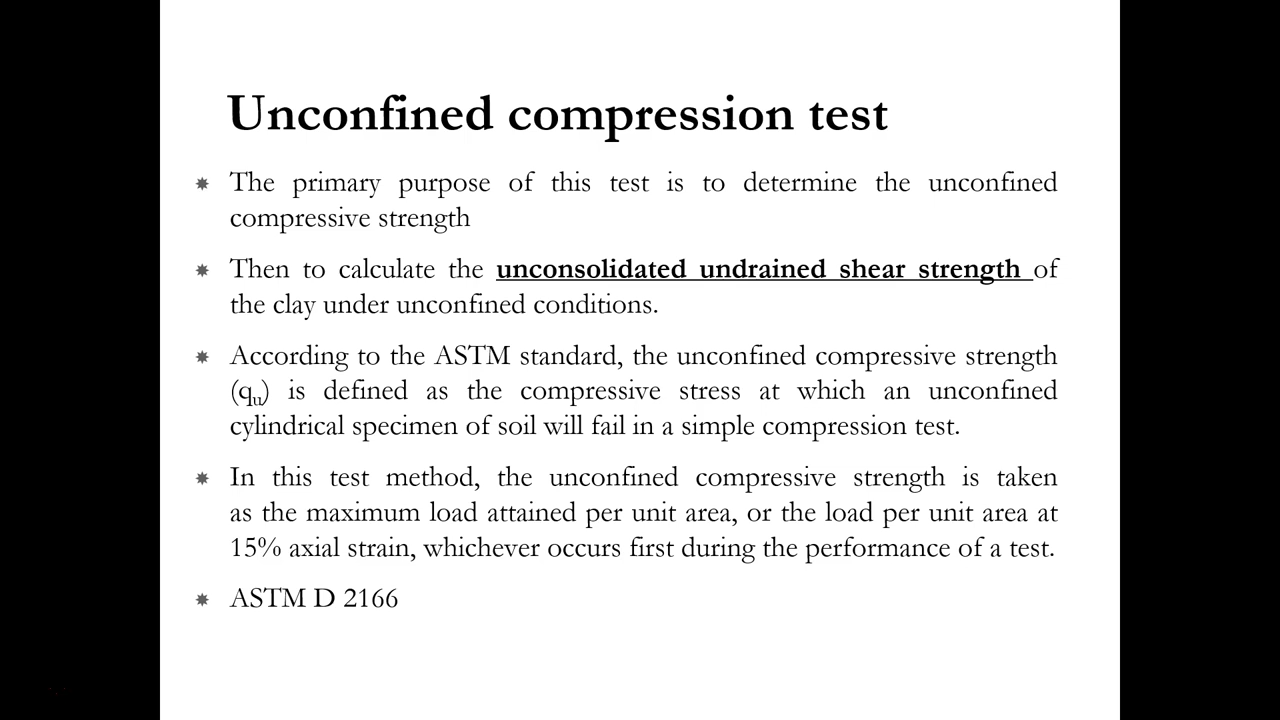 Unconfined compression test
The primary purpose of this test is to determine the unconfined
compressive strength
Then to calculate the unconsolidated undrained shear strength of
the clay under unconfined conditions.
According to the ASTM standard, the unconfined compressive strength
(qu) is defined as the compressive stress at which an unconfined
cylindrical specimen of soil will fail in a simple compression test.
In this test method, the unconfined compressive strength is taken
as the maximum load attained per unit area, or the load per unit area at
15% axial strain, whichever occurs first during the performance of a test.
ASTM D 2166